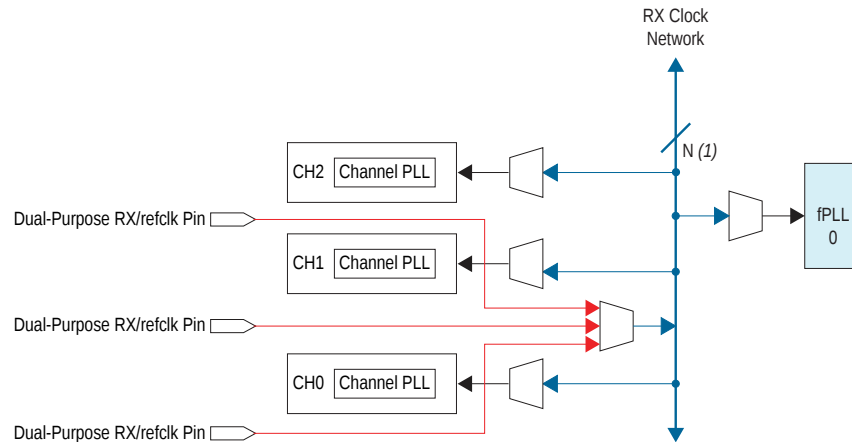 RX Clock
Network
N (1)
CH2
Channel PLL
fPLL
0
Dual-Purpose RX/refclk Pin
CH1
Channel PLL
Dual-Purpose RX/refclk Pin
CH0
Channel PLL
Dual-Purpose RX/refclk Pin